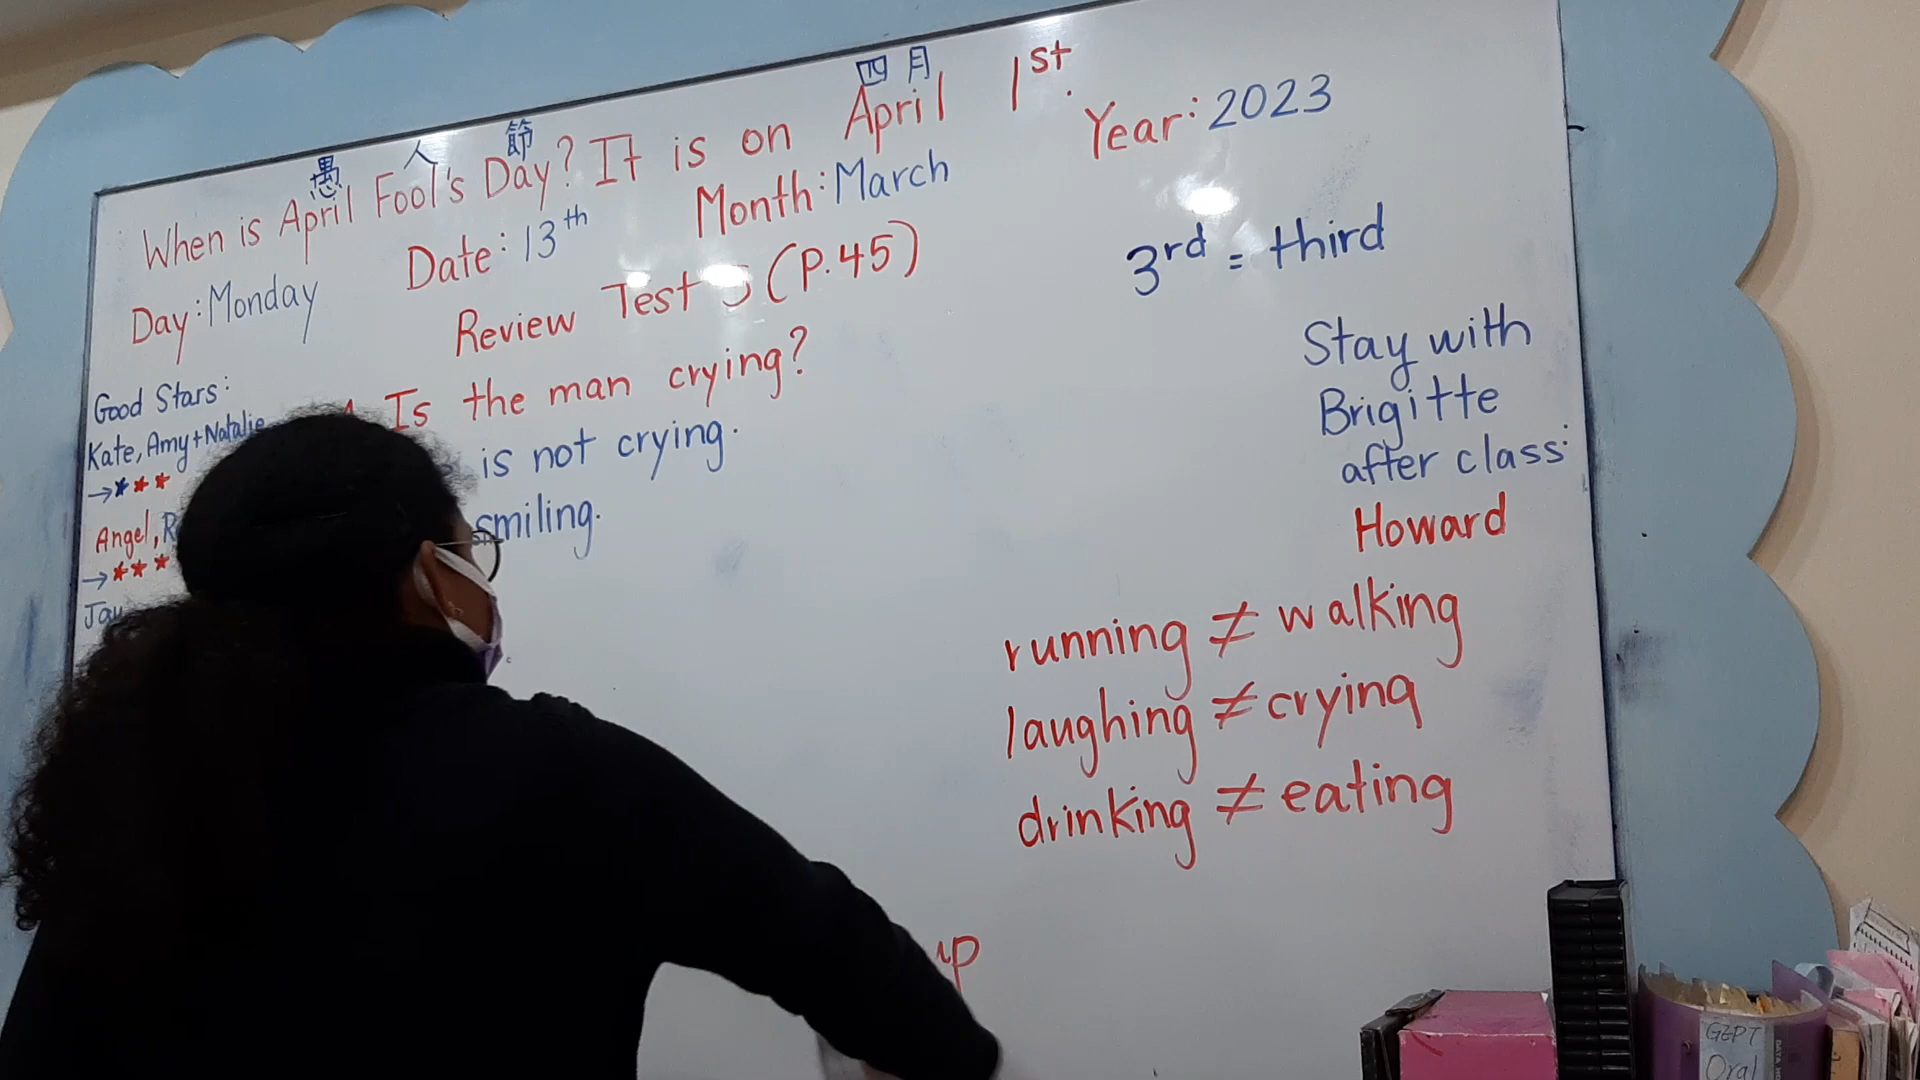 四月
愚人節
When is April Fool's Day? It is on April 1st.
Day: Monday Date: 13th Month: March Year: 2023
Review Test 5 (P.45)
3rd = third
Is the man crying?
is not crying.
smiling.
Good Stars:
Kate, Amy + Natalie
→ ***
Angel,
→ ***
Stay with
Brigitte
after class:
Howard
running ≠ walking
laughing ≠ crying
drinking ≠ eating
up
GEPT
Oral